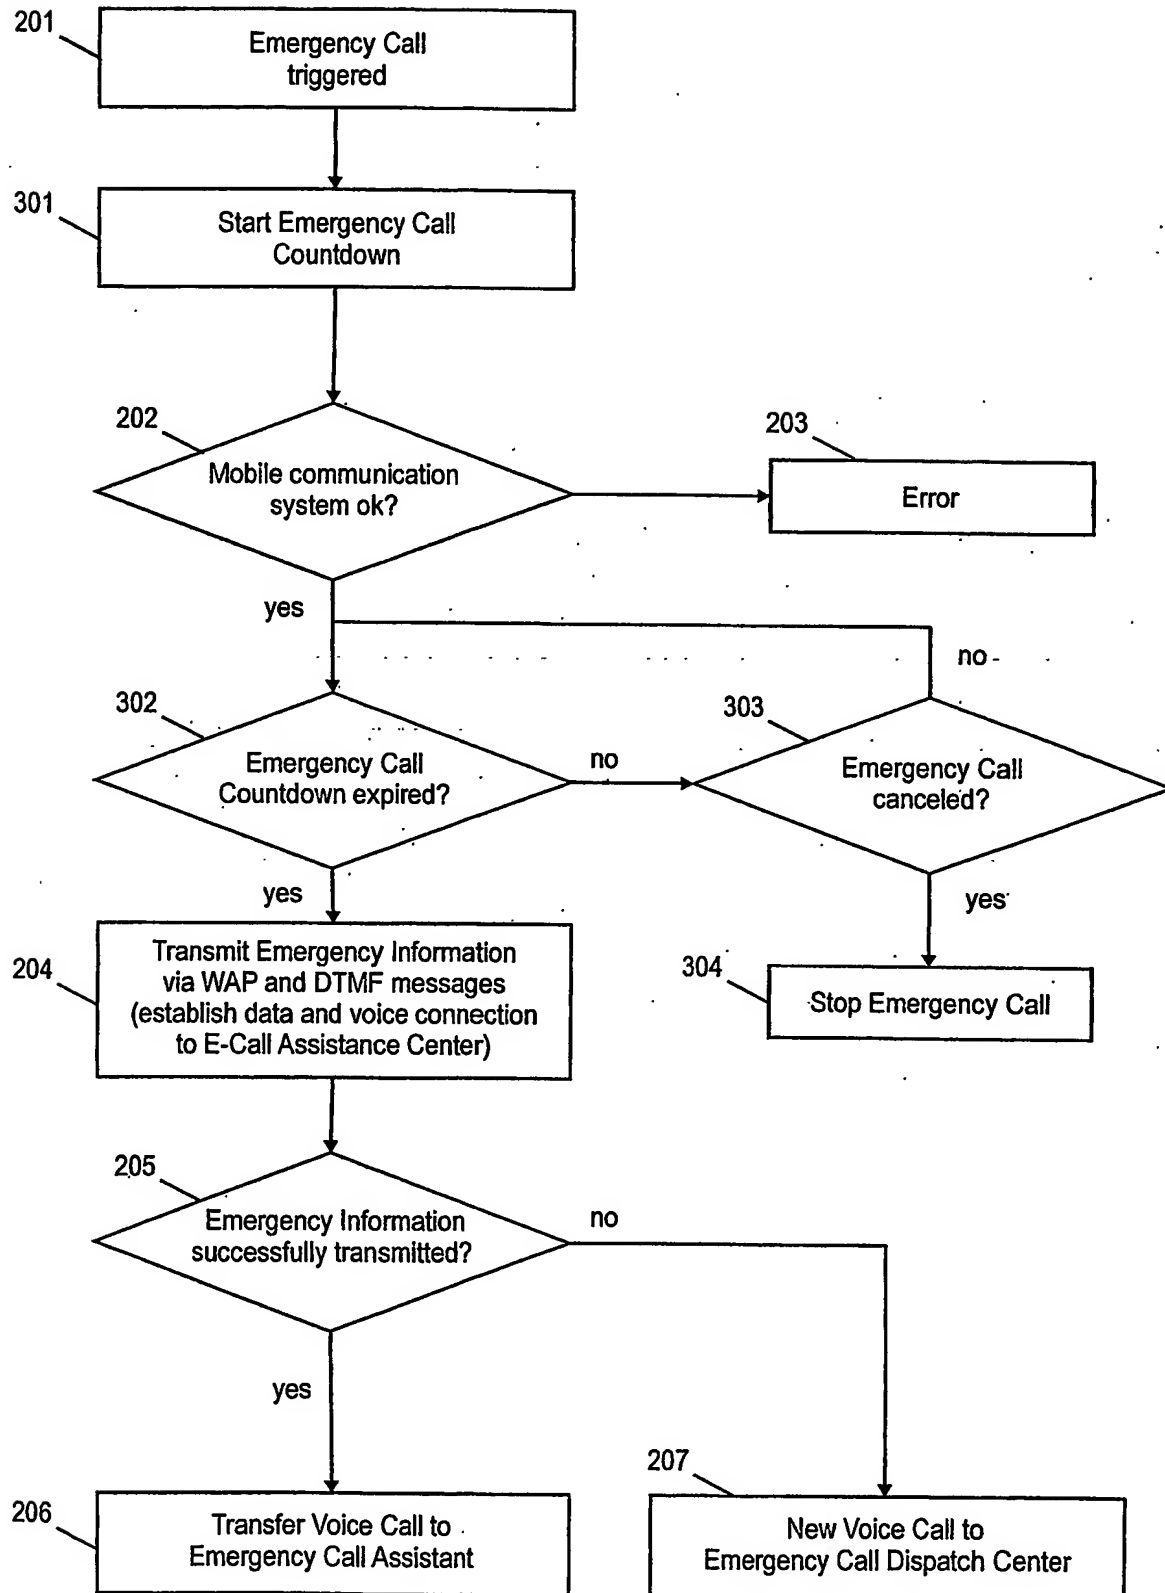 201
Emergency Call
triggered
301
Start Emergency Call
Countdown
202
Mobile communication
system ok?
203
Error
yes
no
302
Emergency Call
Countdown expired?
no
303
Emergency Call
canceled?
yes
yes
204
Transmit Emergency Information
via WAP and DTMF messages
(establish data and voice connection
to E-Call Assistance Center)
304
Stop Emergency Call
205
Emergency Information
successfully transmitted?
no
yes
206
Transfer Voice Call to
Emergency Call Assistant
207
New Voice Call to
Emergency Call Dispatch Center